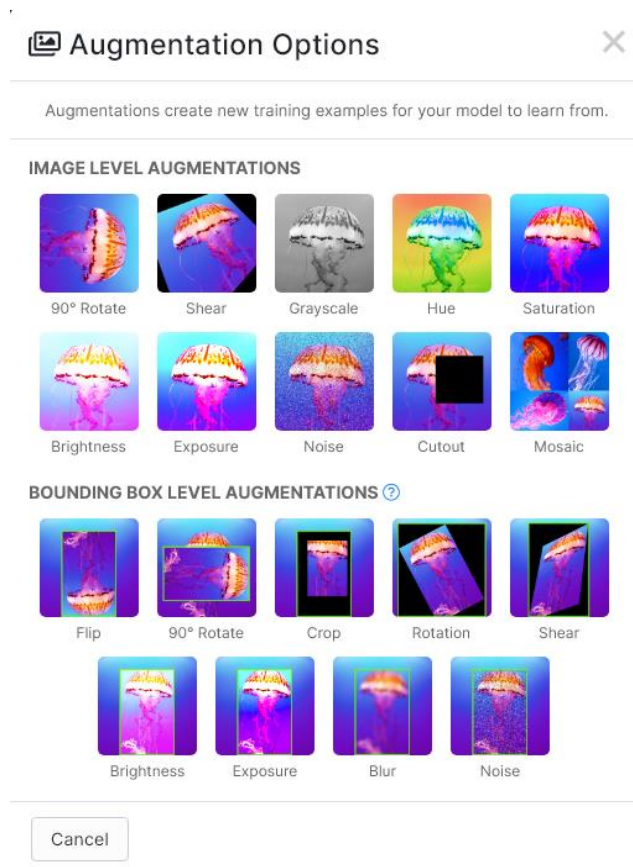 Augmentation Options
Augmentations create new training examples for your model to learn from.
IMAGE LEVEL AUGMENTATIONS
90° Rotate Shear Grayscale Hue Saturation
Brightness Exposure Noise Cutout Mosaic
BOUNDING BOX LEVEL AUGMENTATIONS
Flip 90° Rotate Crop Rotation Shear
Brightness Exposure Blur Noise
Cancel